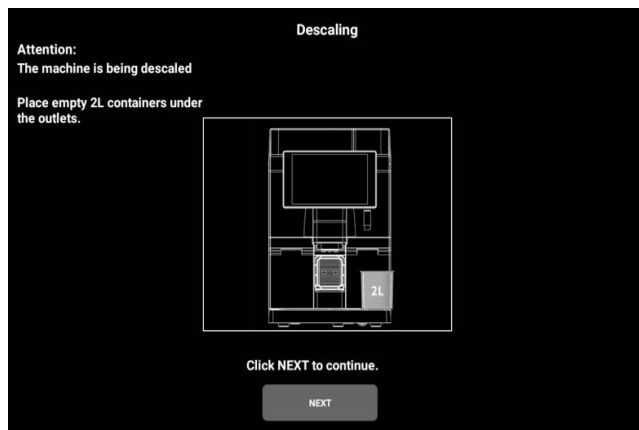 Descaling
Attention:
The machine is being descaled
Place empty 2L containers under
the outlets.
2L
Click NEXT to continue.
NEXT